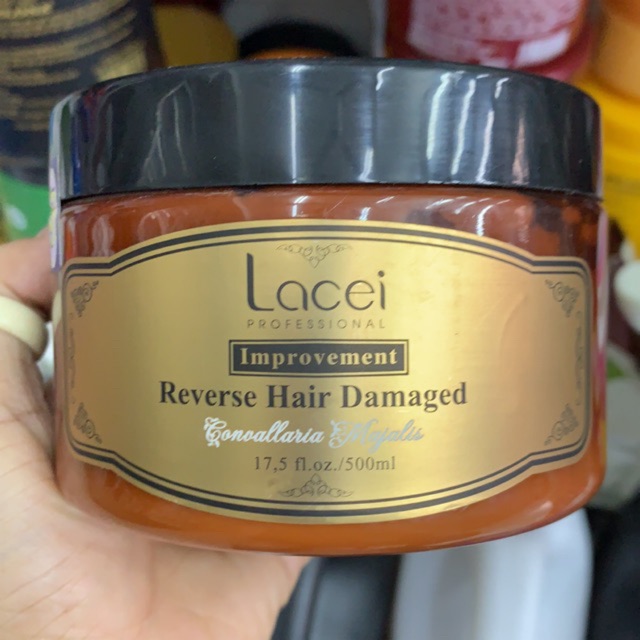 Lacei
PROFESSIONAL
Improvement
Reverse Hair Damaged
Convallaria Majalis
17,5 fl.oz./500ml